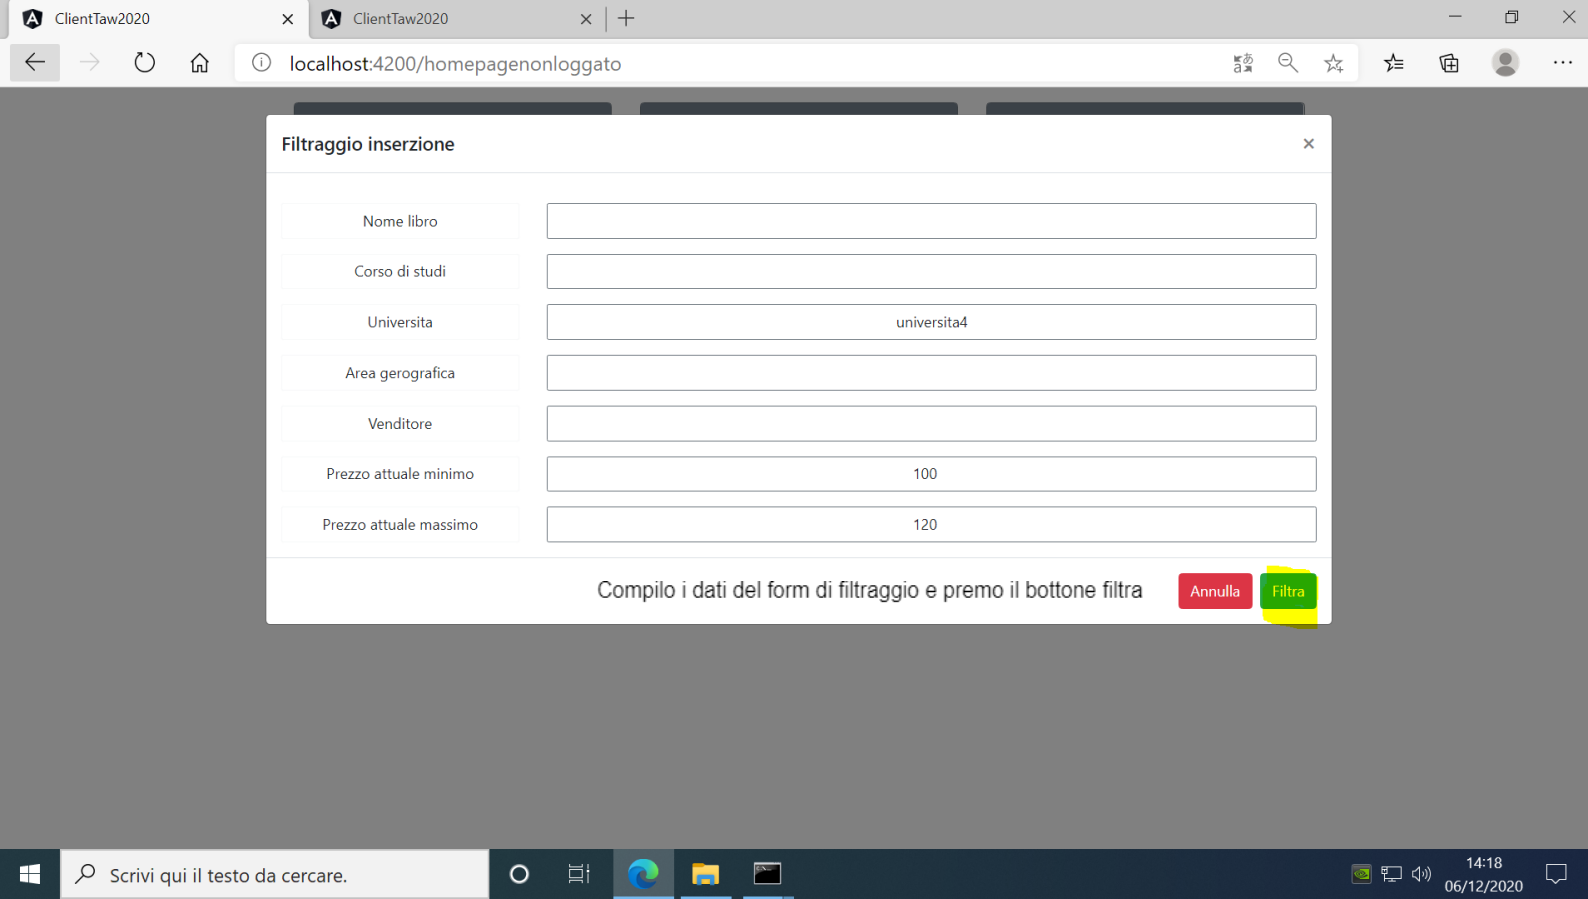 ClientTaw2020
ClientTaw2020
localhost:4200/homepagenonloggato
Filtraggio inserzione
Nome libro
Corso di studi
Universita universita4
Area gerografica
Venditore
Prezzo attuale minimo 100
Prezzo attuale massimo 120
Compilo i dati del form di filtraggio e premo il bottone filtra Annulla Filtra
Scrivi qui il testo da cercare.
14:18
06/12/2020